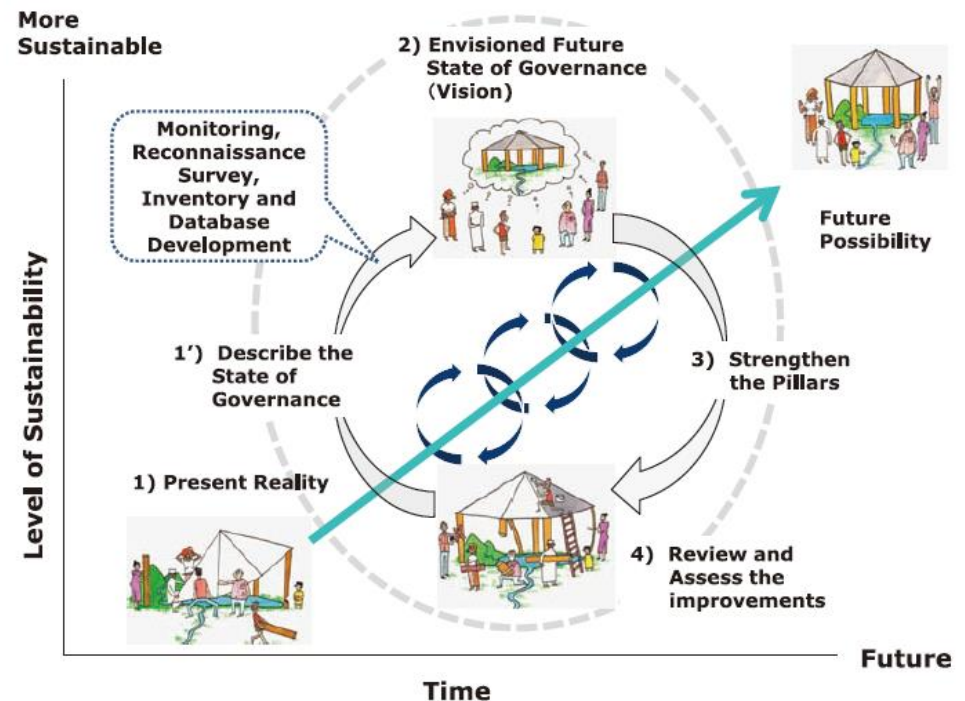 More
Sustainable
2) Envisioned Future
State of Governance
(Vision)
Monitoring,
Reconnaissance
Survey,
Inventory and
Database
Development
Future
Possibility
Level of Sustainability
1') Describe the
State of
Governance
3) Strengthen
the Pillars
1) Present Reality
4) Review and
Assess the
improvements
Future
Time